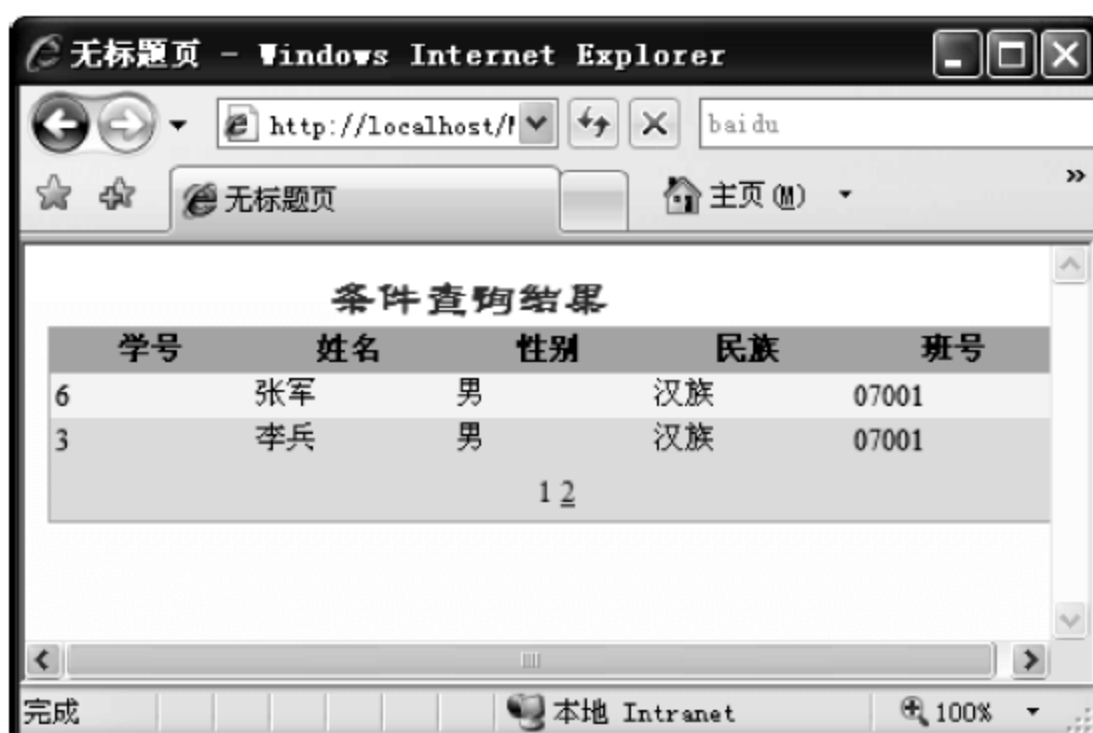 无标题页 - Windows Internet Explorer
http://localhost/ baidu
无标题页 主页(M) »
条件查询结果
学号 姓名 性别 民族 班号
6 张军 男 汉族 07001
3 李兵 男 汉族 07001
1 2
完成 本地 Intranet 100%